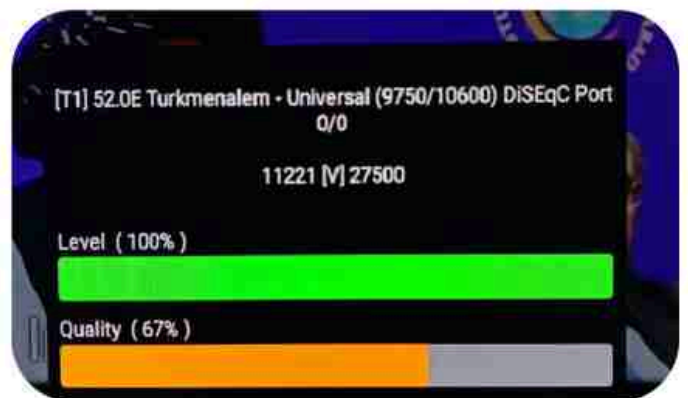 [T1] 52.0E Turkmenalem - Universal (9750/10600) DiSEqC Port
0/0
11221 [V] 27500
Level ( 100% )
Quality ( 67% )